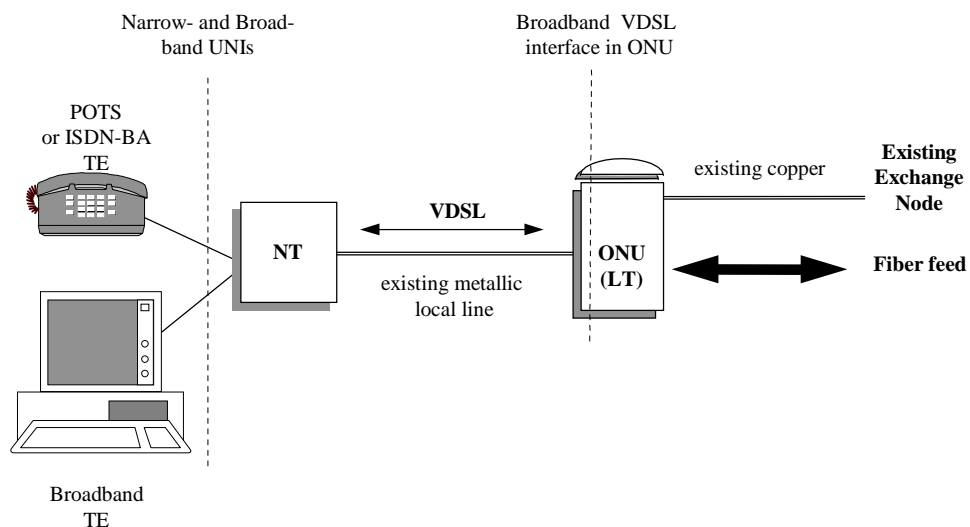 Narrow- and Broad-
band UNIs
Broadband VDSL
interface in ONU
POTS
or ISDN-BA
TE
existing copper
Existing
Exchange
Node
VDSL
NT
ONU
(LT)
Fiber feed
existing metallic
local line
Broadband
TE